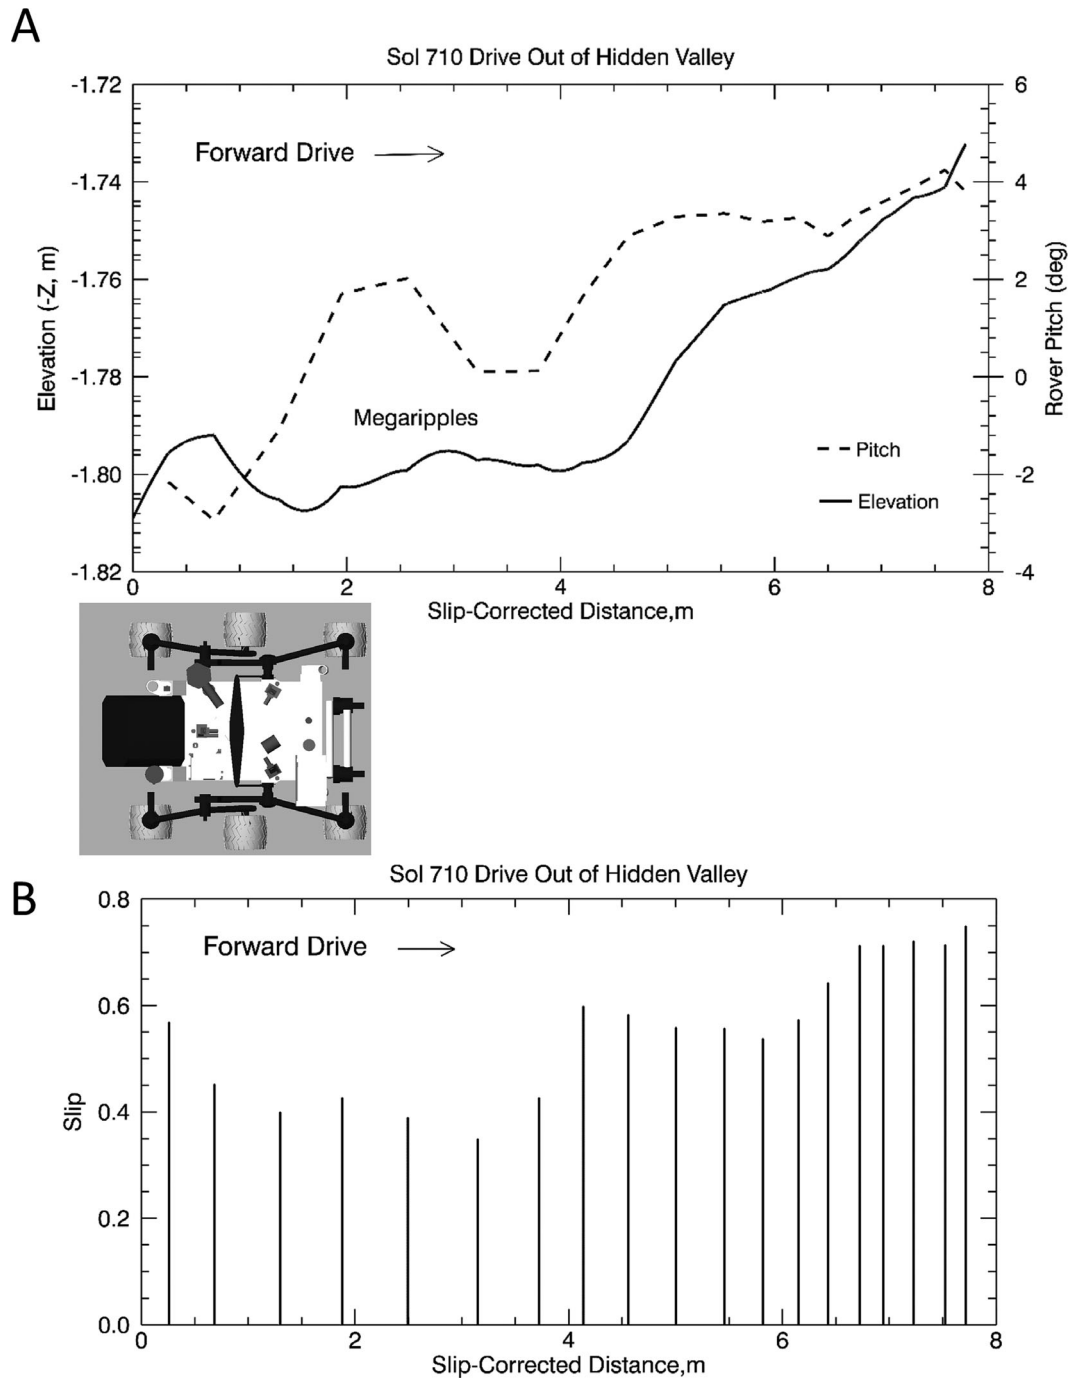 A
Sol 710 Drive Out of Hidden Valley
-1.72
-1.74
-1.76
-1.78
-1.80
-1.82
Elevation (-Z, m)
6
4
2
0
-2
-4
Rover Pitch (deg)
Forward Drive
Megaripples
Pitch
Elevation
0 2 4 6 8
Slip-Corrected Distance,m
B
Sol 710 Drive Out of Hidden Valley
0.8
0.6
0.4
0.2
0.0
Slip
Forward Drive
0 2 4 6 8
Slip-Corrected Distance,m